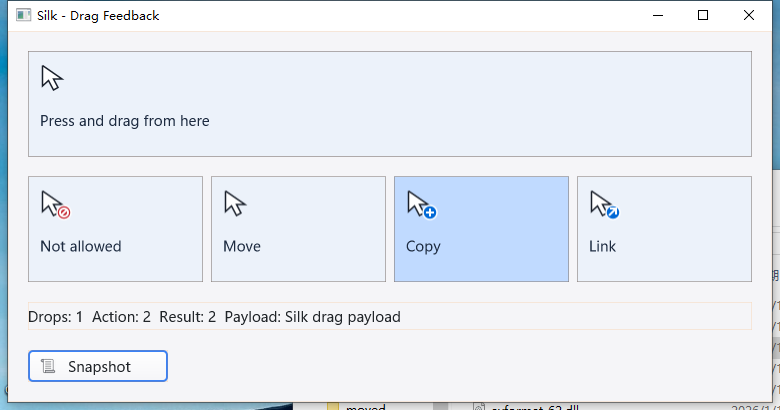 Silk - Drag Feedback
Press and drag from here
Not allowed
Move
Copy
Link
Drops: 1  Action: 2  Result: 2  Payload: Silk drag payload
Snapshot